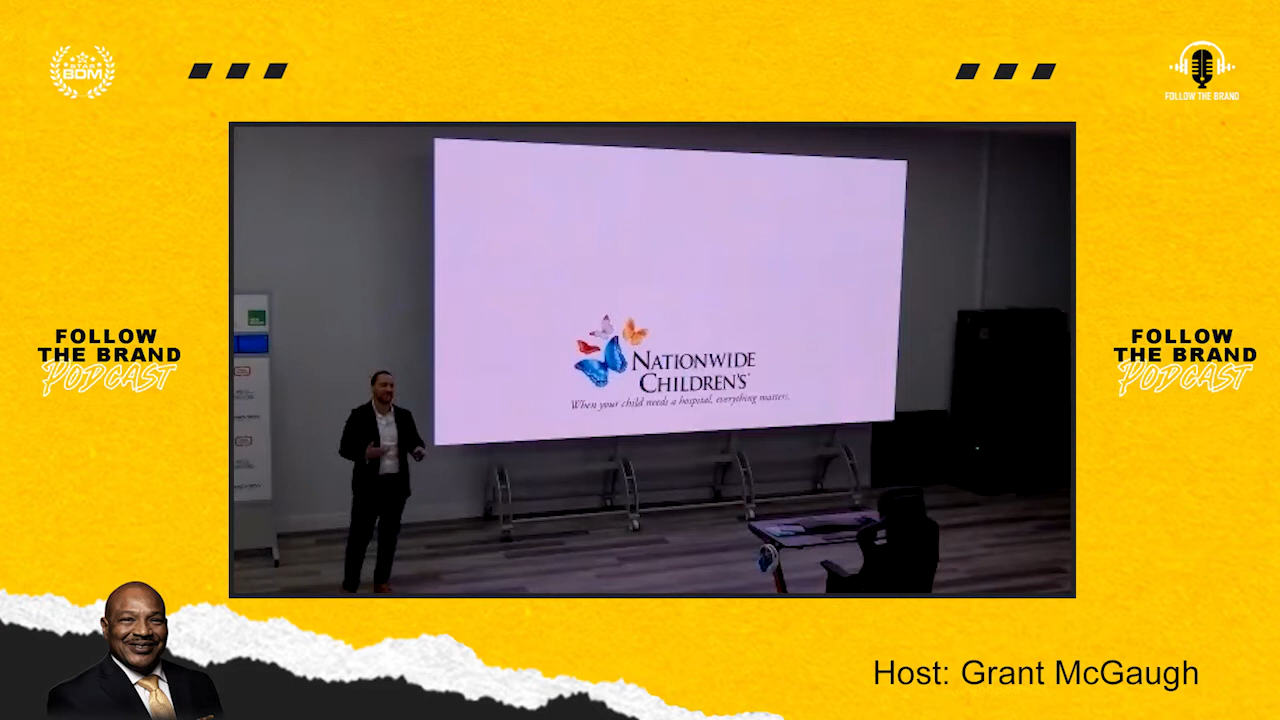 STAR
BDM
FOLLOW THE BRAND
FOLLOW
THE BRAND
PODCAST
NATIONWIDE
CHILDREN'S
When your child needs a hospital, everything matters.
FOLLOW
THE BRAND
PODCAST
Host: Grant McGaugh